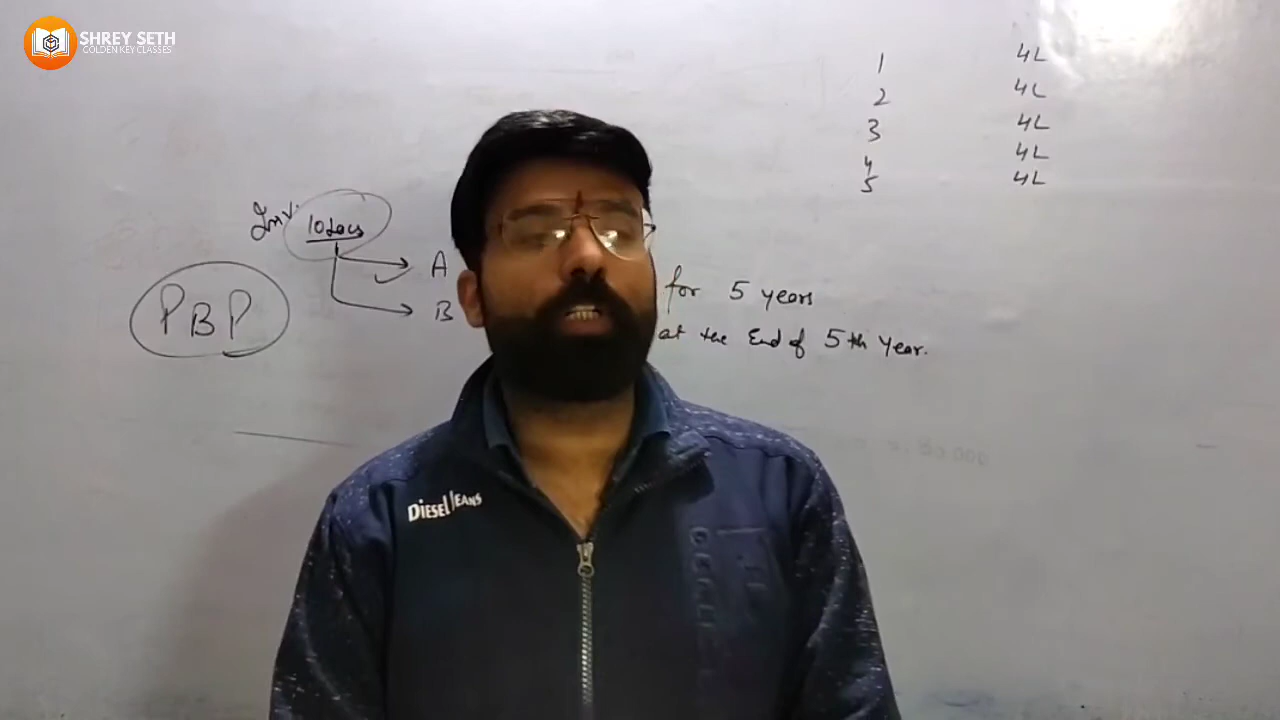 SHREY SETH
GOLDEN KEY CLASSES
1 4L
2 4L
3 4L
4 4L
5 4L
Inv. 10 Lacs
A
for 5 years
B
at the End of 5th Year.
PBP
Diesel Jeans